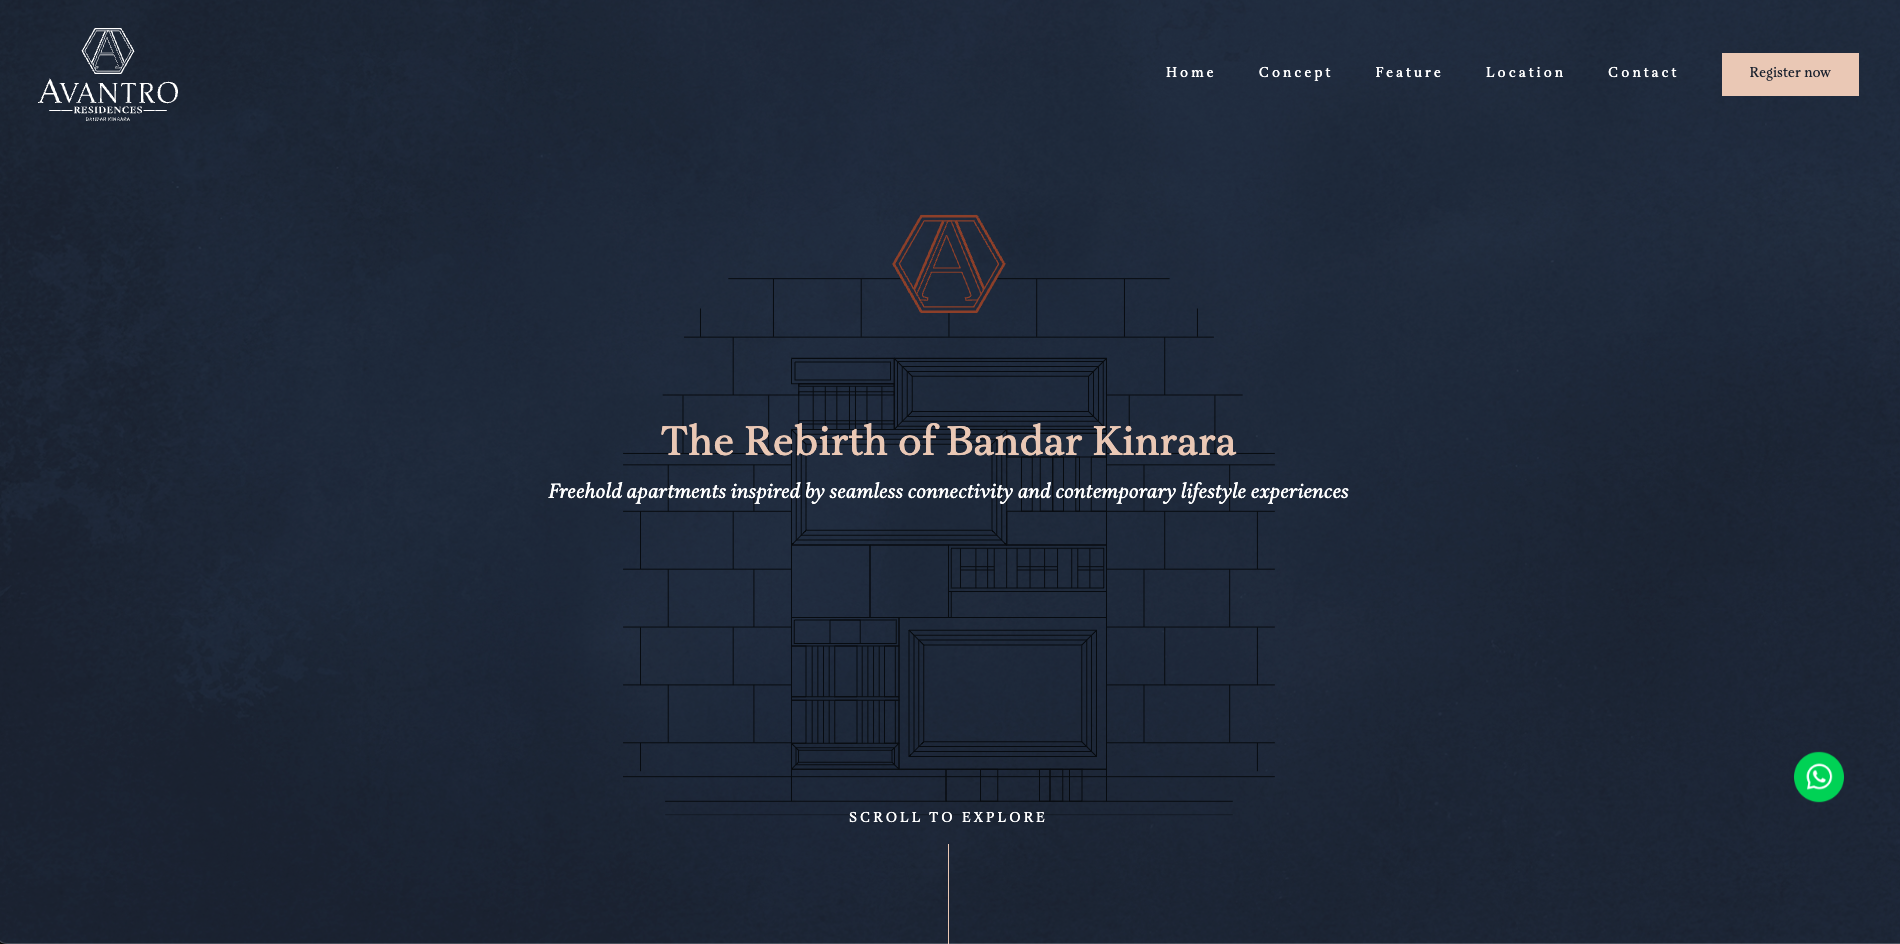 A
AVANTRO
RESIDENCES
BANDAR KINRARA
Home Concept Feature Location Contact Register now
A
The Rebirth of Bandar Kinrara
Freehold apartments inspired by seamless connectivity and contemporary lifestyle experiences
SCROLL TO EXPLORE